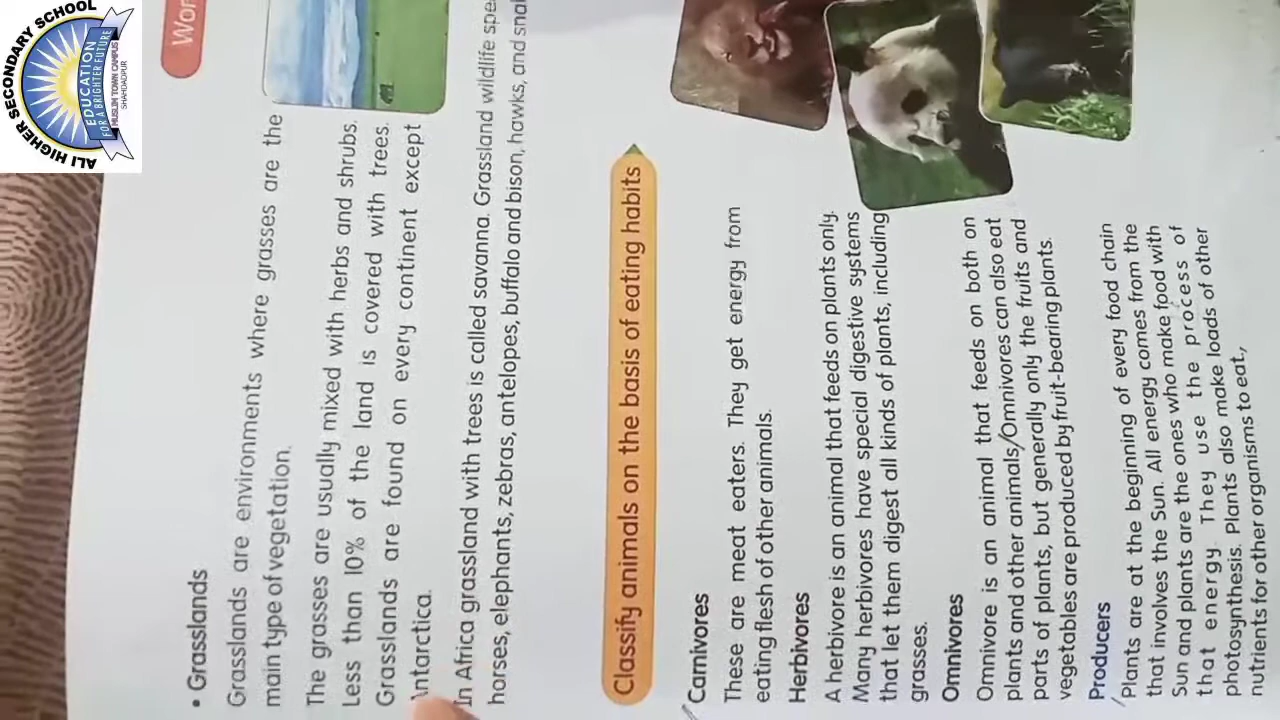 ALI HIGHER SECONDARY SCHOOL
EDUCATION
FOR A BRIGHTER FUTURE
MUSLIM TOWN CAMPUS
SHAHDADPUR
• Grasslands
Grasslands are environments where grasses are the
main type of vegetation.
The grasses are usually mixed with herbs and shrubs.
Less than 10% of the land is covered with trees.
Grasslands are found on every continent except
Antarctica.
In Africa grassland with trees is called savanna. Grassland wildlife
horses, elephants, zebras, antelopes, buffalo and bison, hawks, and
Classify animals on the basis of eating habits
Carnivores
These are meat eaters. They get energy from
eating flesh of other animals.
Herbivores
A herbivore is an animal that feeds on plants only.
Many herbivores have special digestive systems
that let them digest all kinds of plants, including
grasses.
Omnivores
Omnivore is an animal that feeds on both on
plants and other animals/Omnivores can also eat
parts of plants, but generally only the fruits and
vegetables are produced by fruit-bearing plants.
Producers
Plants are at the beginning of every food chain
that involves the Sun. All energy comes from the
Sun and plants are the ones who make food with
that energy. They use the process of
photosynthesis. Plants also make loads of other
nutrients for other organisms to eat.,